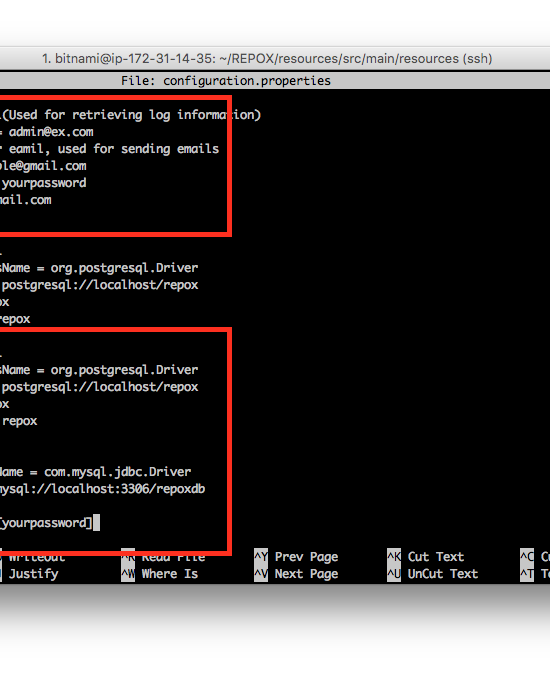 1. bitnami@ip-172-31-14-35: ~/REPOX/resources/src/main/resources (ssh)
File: configuration.properties
(Used for retrieving log information)
= admin@ex.com
eamil, used for sending emails
ple@gmail.com
yourpassword
mail.com
sName = org.postgresql.Driver
postgresql://localhost/repox
ox
repox
sName = org.postgresql.Driver
postgresql://localhost/repox
ox
repox
Name = com.mysql.jdbc.Driver
mysql://localhost:3306/repoxdb
[yourpassword]
WriteOut ^R Read File ^Y Prev Page ^K Cut Text ^C Cu
Justify ^W Where Is ^V Next Page ^U UnCut Text ^T To